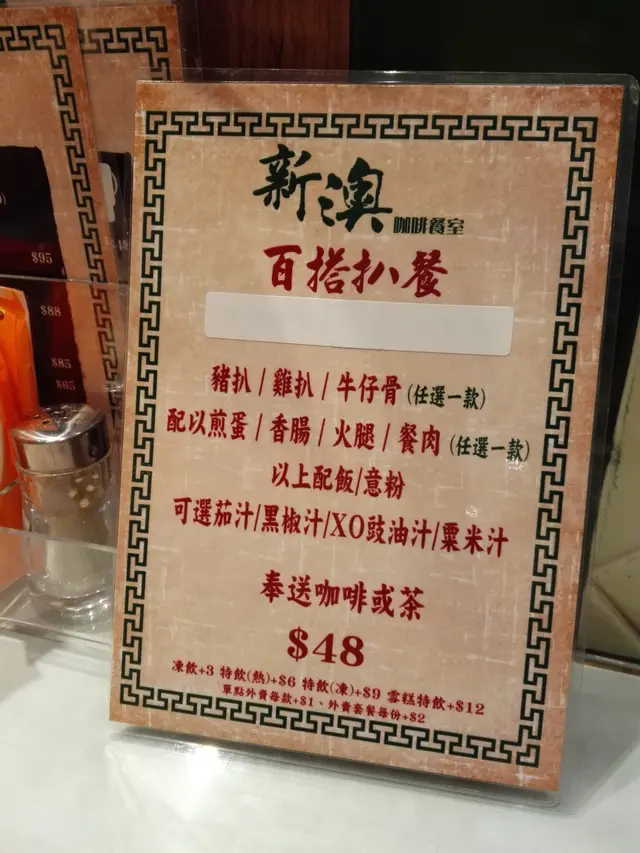 新澳
咖啡餐室
百搭扒餐
豬扒/雞扒/牛仔骨(任選一款)
配以煎蛋/香腸/火腿/餐肉(任選一款)
以上配飯/意粉
可選茄汁/黑椒汁/XO豉油汁/粟米汁
奉送咖啡或茶
$48
凍飲+3 特飲(熱)+$6 特飲(凍)+$9 雪糕特飲+$12
單點外賣每款+$1、外賣套餐每份+$2
$95
$88
$85
$65